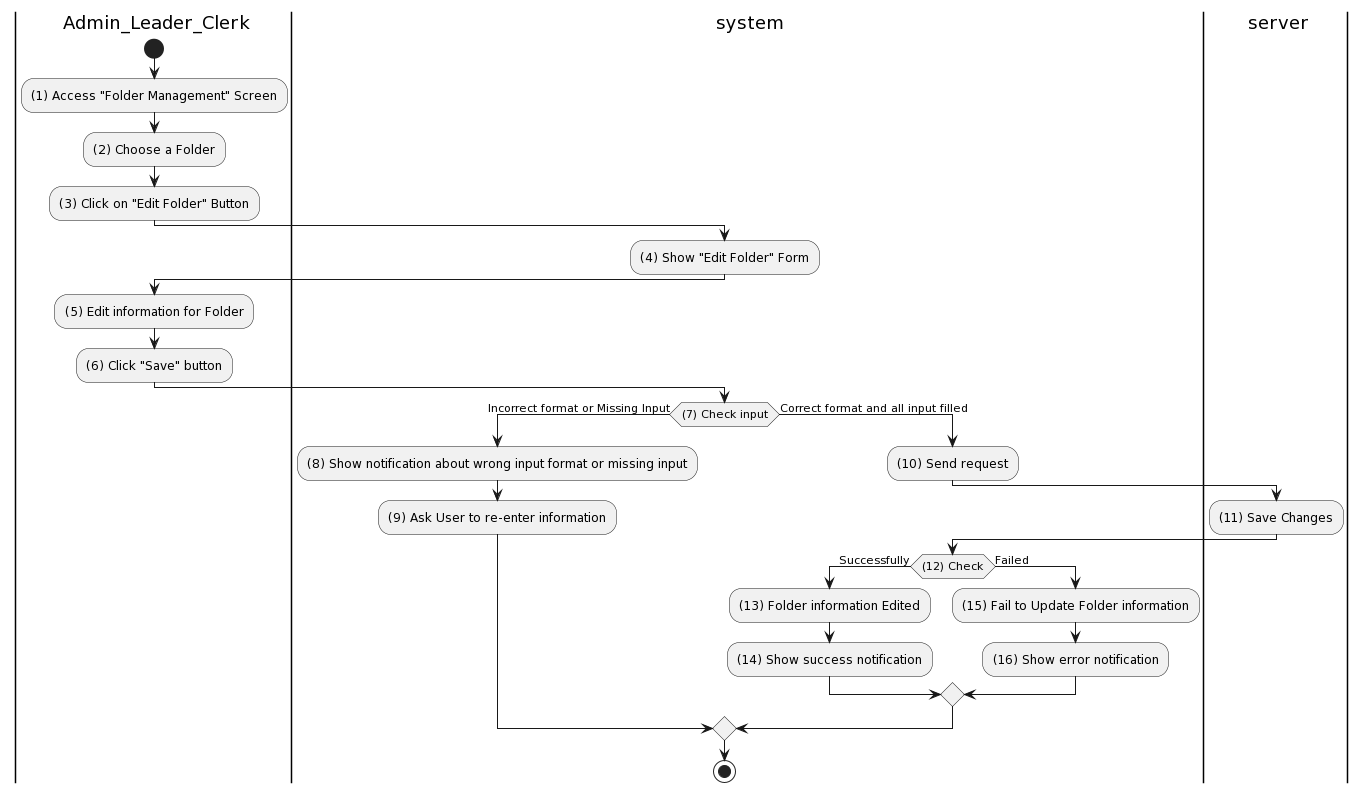 Admin_Leader_Clerk
system
server
(1) Access "Folder Management" Screen
(2) Choose a Folder
(3) Click on "Edit Folder" Button
(4) Show "Edit Folder" Form
(5) Edit information for Folder
(6) Click "Save" button
Incorrect format or Missing Input
(7) Check input
Correct format and all input filled
(8) Show notification about wrong input format or missing input
(10) Send request
(9) Ask User to re-enter information
(11) Save Changes
Successfully
(12) Check
Failed
(13) Folder information Edited
(15) Fail to Update Folder information
(14) Show success notification
(16) Show error notification